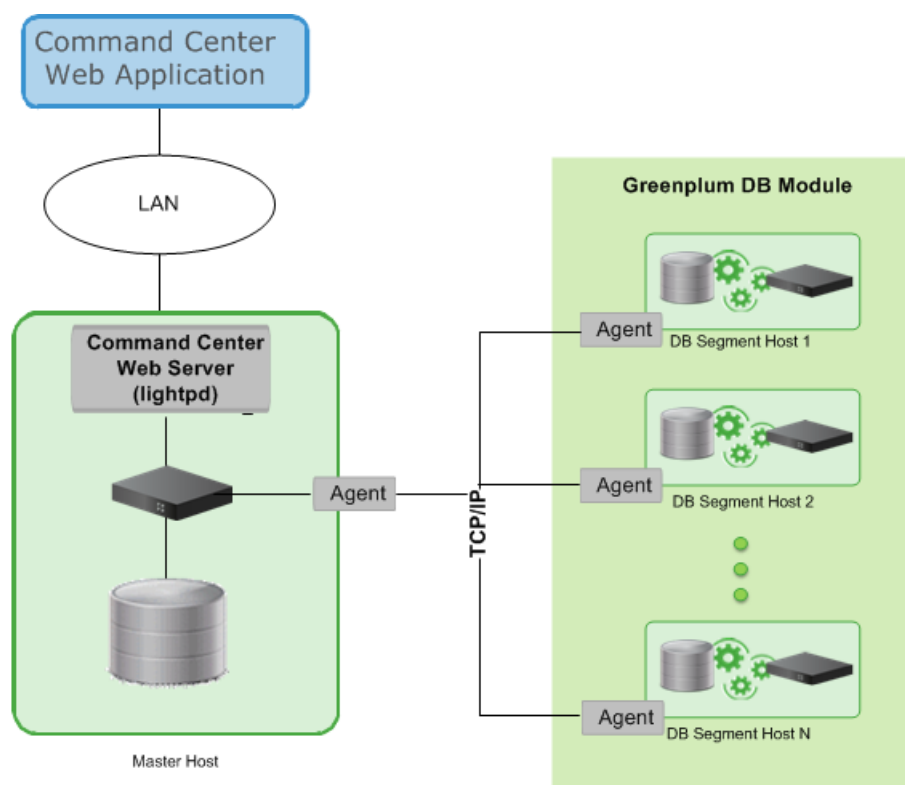 Command Center
Web Application
LAN
Command Center
Web Server
(lightpd)
Agent
Master Host
TCP/IP
Greenplum DB Module
Agent
DB Segment Host 1
Agent
DB Segment Host 2
Agent
DB Segment Host N